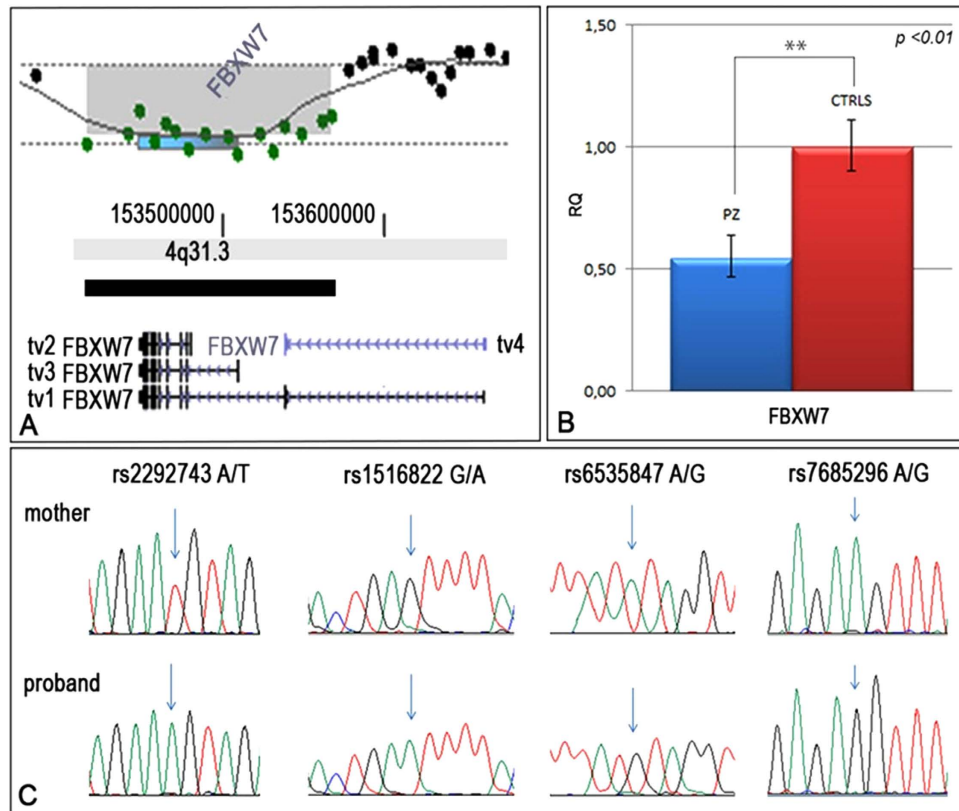 FBXW7
153500000 153600000
4q31.3
tv2 FBXW7 FBXW7 tv4
tv3 FBXW7
tv1 FBXW7
A
1,50
1,00
0,50
0,00
RQ
p <0.01
**
CTRLS
PZ
FBXW7
B
rs2292743 A/T rs1516822 G/A rs6535847 A/G rs7685296 A/G
mother
proband
C